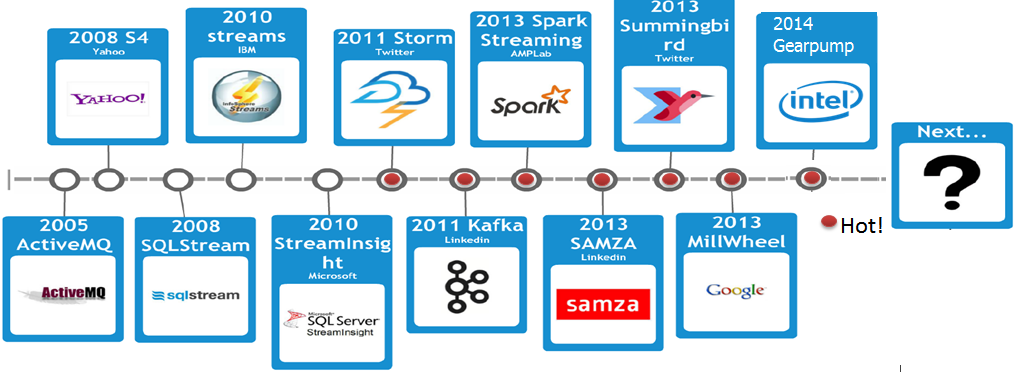 2008 S4
Yahoo
YAHOO!
2010
streams
IBM
InfoSphere
Streams
2011 Storm
Twitter
2013 Spark
Streaming
AMPLab
Spark
2013
Summingbi
rd
Twitter
2014
Gearpump
intel
Next...
?
2005
ActiveMQ
ActiveMQ
2008
SQLStream
sqlstream
2010
StreamInsig
ht
Microsoft
Microsoft
SQL Server
StreamInsight
2011 Kafka
Linkedin
2013
SAMZA
Linkedin
samza
2013
MillWheel
Google
Hot!